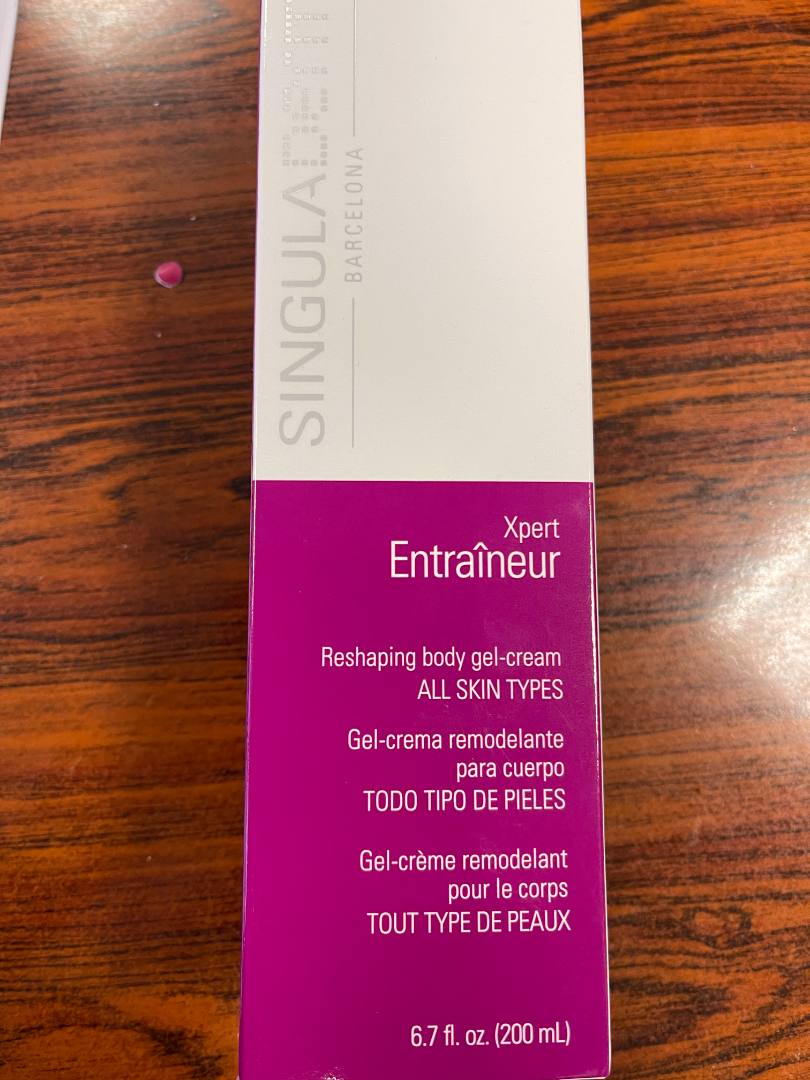 SINGULA
BARCELONA
Xpert
Entraîneur
Reshaping body gel-cream
ALL SKIN TYPES
Gel-crema remodelante
para cuerpo
TODO TIPO DE PIELES
Gel-crème remodelant
pour le corps
TOUT TYPE DE PEAUX
6.7 fl. oz. (200 mL)